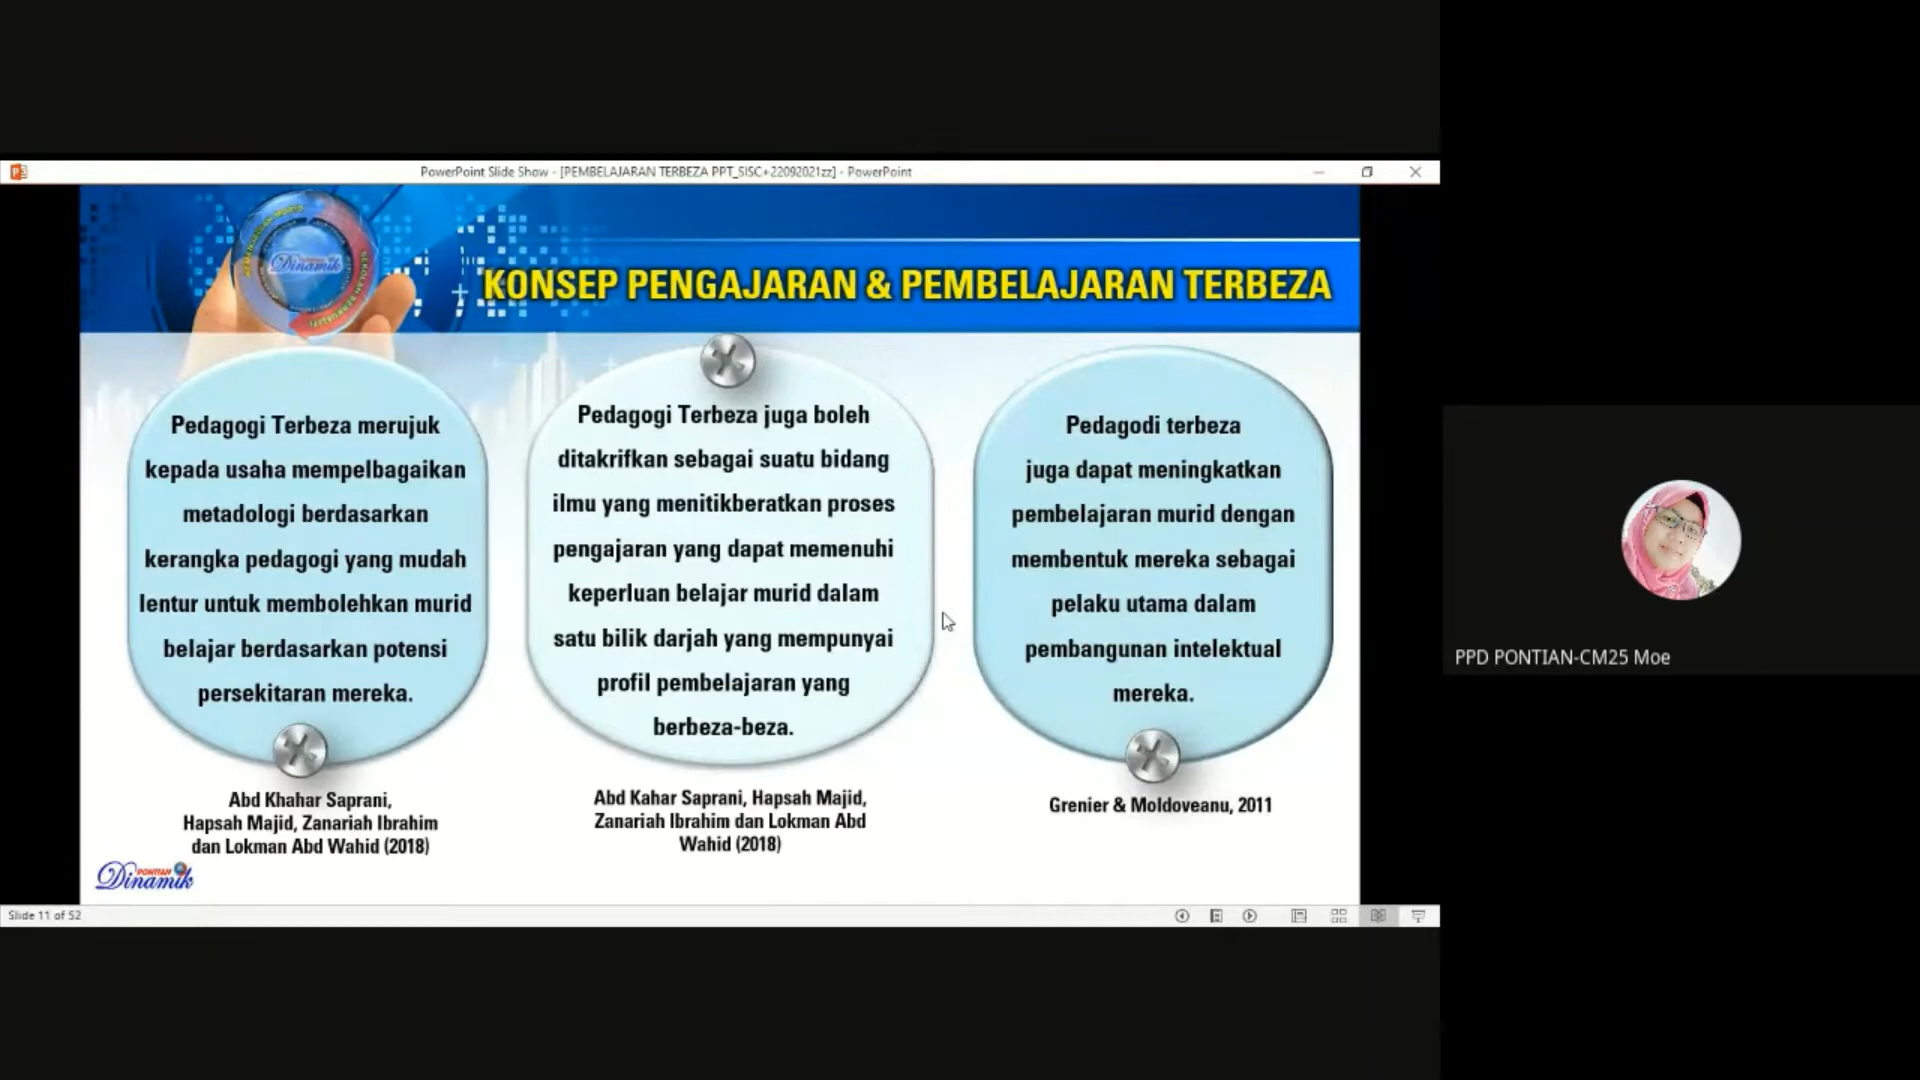 PowerPoint Slide Show - [PEMBELAJARAN TERBEZA PPT_SISC+22092021zz] - PowerPoint
Dinamik
KONSEP PENGAJARAN & PEMBELAJARAN TERBEZA
Pedagogi Terbeza merujuk
kepada usaha mempelbagaikan
metadologi berdasarkan
kerangka pedagogi yang mudah
lentur untuk membolehkan murid
belajar berdasarkan potensi
persekitaran mereka.
Abd Khahar Saprani,
Hapsah Majid, Zanariah Ibrahim
dan Lokman Abd Wahid (2018)
Pedagogi Terbeza juga boleh
ditakrifkan sebagai suatu bidang
ilmu yang menitikberatkan proses
pengajaran yang dapat memenuhi
keperluan belajar murid dalam
satu bilik darjah yang mempunyai
profil pembelajaran yang
berbeza-beza.
Abd Kahar Saprani, Hapsah Majid,
Zanariah Ibrahim dan Lokman Abd
Wahid (2018)
Pedagodi terbeza
juga dapat meningkatkan
pembelajaran murid dengan
membentuk mereka sebagai
pelaku utama dalam
pembangunan intelektual
mereka.
Grenier & Moldoveanu, 2011
PONTIAN
Dinamik
Slide 11 of 52
PPD PONTIAN-CM25 Moe